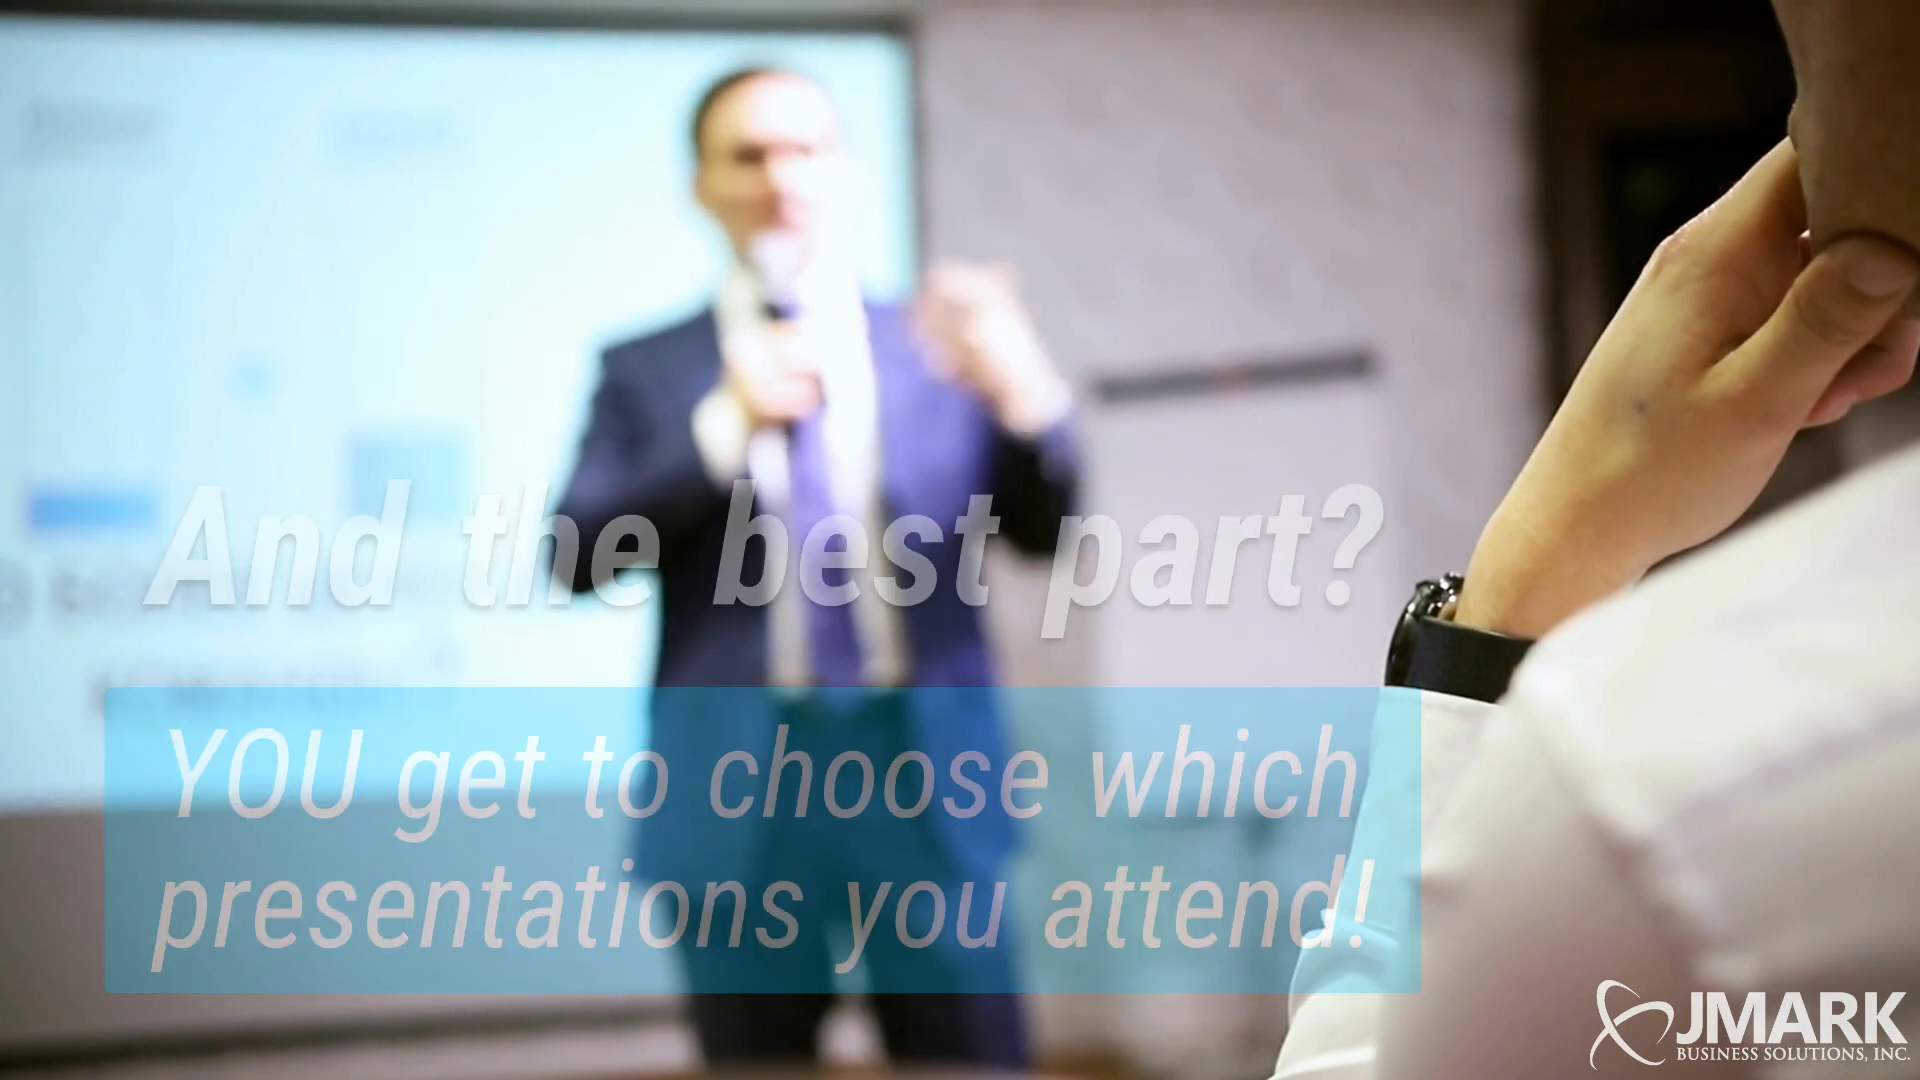 And the best part?
YOU get to choose which
presentations you attend!
JMARK
BUSINESS SOLUTIONS, INC.